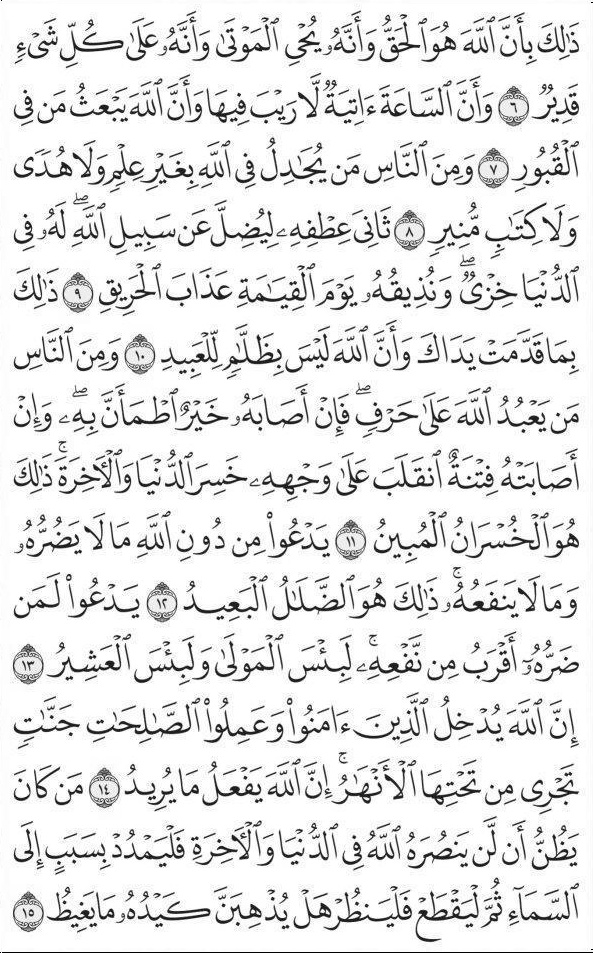 ذَٰلِكَ بِأَنَّ ٱللَّهَ هُوَ ٱلْحَقُّ وَأَنَّهُۥ يُحْىِ ٱلْمَوْتَىٰ وَأَنَّهُۥ عَلَىٰ كُلِّ شَىْءٍ
قَدِيرٌ ٦ وَأَنَّ ٱلسَّاعَةَ ءَاتِيَةٌ لَّا رَيْبَ فِيهَا وَأَنَّ ٱللَّهَ يَبْعَثُ مَن فِى
ٱلْقُبُورِ ٧ وَمِنَ ٱلنَّاسِ مَن يُجَٰدِلُ فِى ٱللَّهِ بِغَيْرِ عِلْمٍ وَلَا هُدًى
وَلَا كِتَٰبٍ مُّنِيرٍ ٨ ثَانِىَ عِطْفِهِۦ لِيُضِلَّ عَن سَبِيلِ ٱللَّهِ ۖ لَهُۥ فِى
ٱلدُّنْيَا خِزْىٌ ۖ وَنُذِيقُهُۥ يَوْمَ ٱلْقِيَٰمَةِ عَذَابَ ٱلْحَرِيقِ ٩ ذَٰلِكَ
بِمَا قَدَّمَتْ يَدَاكَ وَأَنَّ ٱللَّهَ لَيْسَ بِظَلَّٰمٍ لِّلْعَبِيدِ ١٠ وَمِنَ ٱلنَّاسِ
مَن يَعْبُدُ ٱللَّهَ عَلَىٰ حَرْفٍ ۖ فَإِنْ أَصَابَهُۥ خَيْرٌ ٱطْمَأَنَّ بِهِۦ ۖ وَإِنْ
أَصَابَتْهُ فِتْنَةٌ ٱنقَلَبَ عَلَىٰ وَجْهِهِۦ خَسِرَ ٱلدُّنْيَا وَٱلْءَاخِرَةَ ۚ ذَٰلِكَ
هُوَ ٱلْخُسْرَانُ ٱلْمُبِينُ ١١ يَدْعُوا۟ مِن دُونِ ٱللَّهِ مَا لَا يَضُرُّهُۥ
وَمَا لَا يَنفَعُهُۥ ۚ ذَٰلِكَ هُوَ ٱلضَّلَٰلُ ٱلْبَعِيدُ ١٢ يَدْعُوا۟ لَمَن
ضَرُّهُۥٓ أَقْرَبُ مِن نَّفْعِهِۦ ۚ لَبِئْسَ ٱلْمَوْلَىٰ وَلَبِئْسَ ٱلْعَشِيرُ ١٣
إِنَّ ٱللَّهَ يُدْخِلُ ٱلَّذِينَ ءَامَنُوا۟ وَعَمِلُوا۟ ٱلصَّٰلِحَٰتِ جَنَّٰتٍ
تَجْرِى مِن تَحْتِهَا ٱلْأَنْهَٰرُ ۚ إِنَّ ٱللَّهَ يَفْعَلُ مَا يُرِيدُ ١٤ مَن كَانَ
يَظُنُّ أَن لَّن يَنصُرَهُ ٱللَّهُ فِى ٱلدُّنْيَا وَٱلْءَاخِرَةِ فَلْيَمْدُدْ بِسَبَبٍ إِلَى
ٱلسَّمَآءِ ثُمَّ لْيَقْطَعْ فَلْيَنظُرْ هَلْ يُذْهِبَنَّ كَيْدُهُۥ مَا يَغِيظُ ١٥